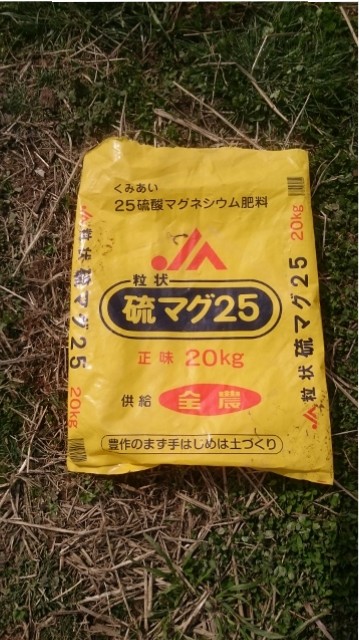 くみあい
25硫酸マグネシウム肥料
JA
粒状
硫マグ25
正味 20kg
供給 全農
豊作のまず手はじめは土づくり
粒状 硫マグ25
20kg
20kg
粒状 硫マグ25